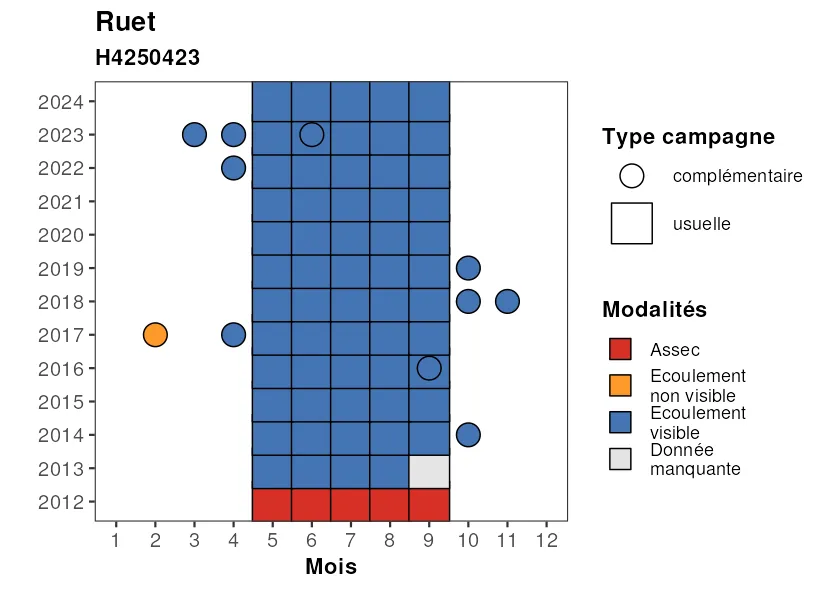 Ruet
H4250423
2024
2023
2022
2021
2020
2019
2018
2017
2016
2015
2014
2013
2012
1 2 3 4 5 6 7 8 9 10 11 12
Mois
Type campagne
complémentaire
usuelle
Modalités
Assec
Ecoulement
non visible
Ecoulement
visible
Donnée
manquante